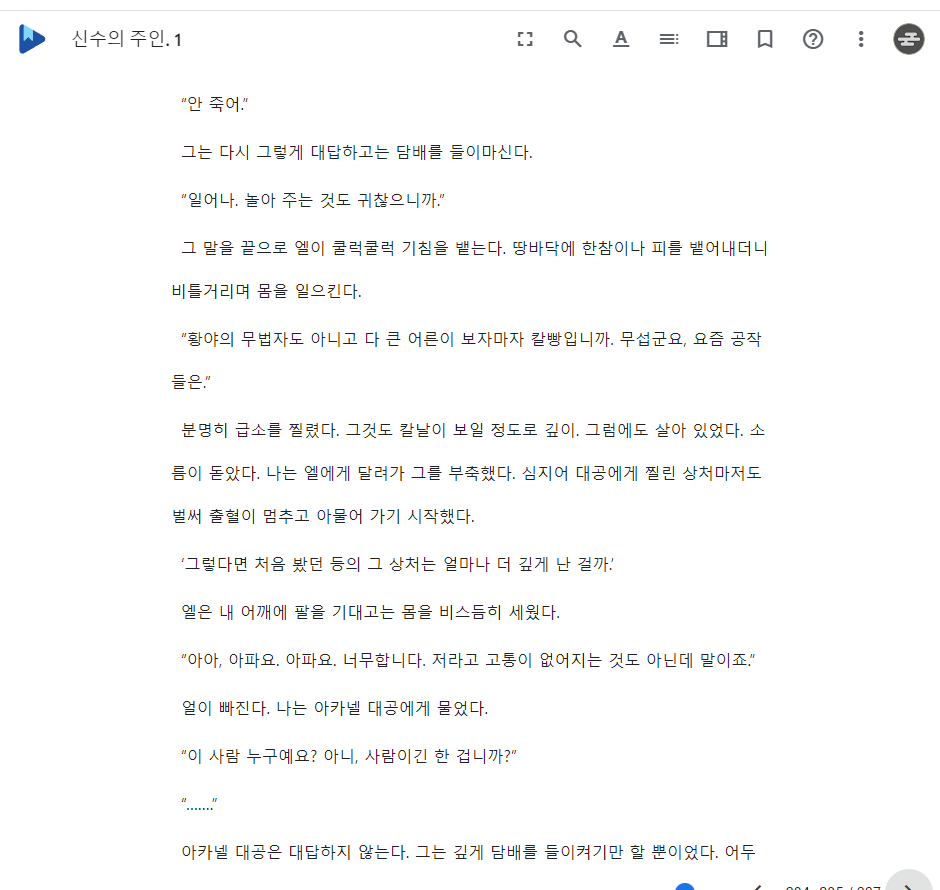 신수의 주인. 1
"안 죽어."
그는 다시 그렇게 대답하고는 담배를 들이마신다.
"일어나. 놀아 주는 것도 귀찮으니까."
그 말을 끝으로 엘이 쿨럭쿨럭 기침을 뱉는다. 땅바닥에 한참이나 피를 뱉어내더니
비틀거리며 몸을 일으킨다.
"황야의 무법자도 아니고 다 큰 어른이 보자마자 칼빵입니까. 무섭군요, 요즘 공작
들은."
분명히 급소를 찔렸다. 그것도 칼날이 보일 정도로 깊이. 그럼에도 살아 있었다. 소
름이 돋았다. 나는 엘에게 달려가 그를 부축했다. 심지어 대공에게 찔린 상처마저도
벌써 출혈이 멈추고 아물어 가기 시작했다.
'그렇다면 처음 봤던 등의 그 상처는 얼마나 더 깊게 난 걸까.'
엘은 내 어깨에 팔을 기대고는 몸을 비스듬히 세웠다.
"아아, 아파요. 아파요. 너무합니다. 저라고 고통이 없어지는 것도 아닌데 말이죠."
얼이 빠진다. 나는 아카넬 대공에게 물었다.
"이 사람 누구예요? 아니, 사람이긴 한 겁니까?"
"……."
아카넬 대공은 대답하지 않는다. 그는 깊게 담배를 들이켜기만 할 뿐이었다. 어두